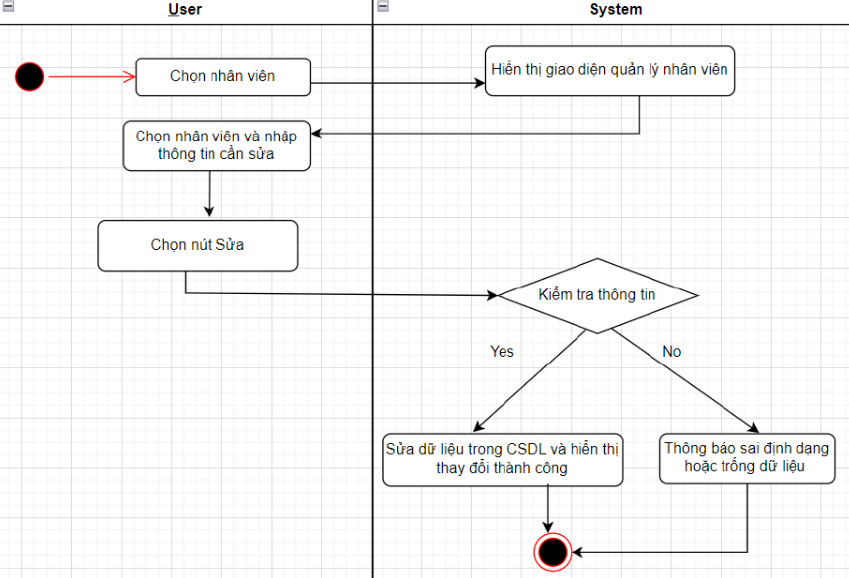 User
System
Chọn nhân viên
Hiển thị giao diện quản lý nhân viên
Chọn nhân viên và nhập
thông tin cần sửa
Chọn nút Sửa
Kiểm tra thông tin
Yes
No
Sửa dữ liệu trong CSDL và hiển thị
thay đổi thành công
Thông báo sai định dạng
hoặc trống dữ liệu